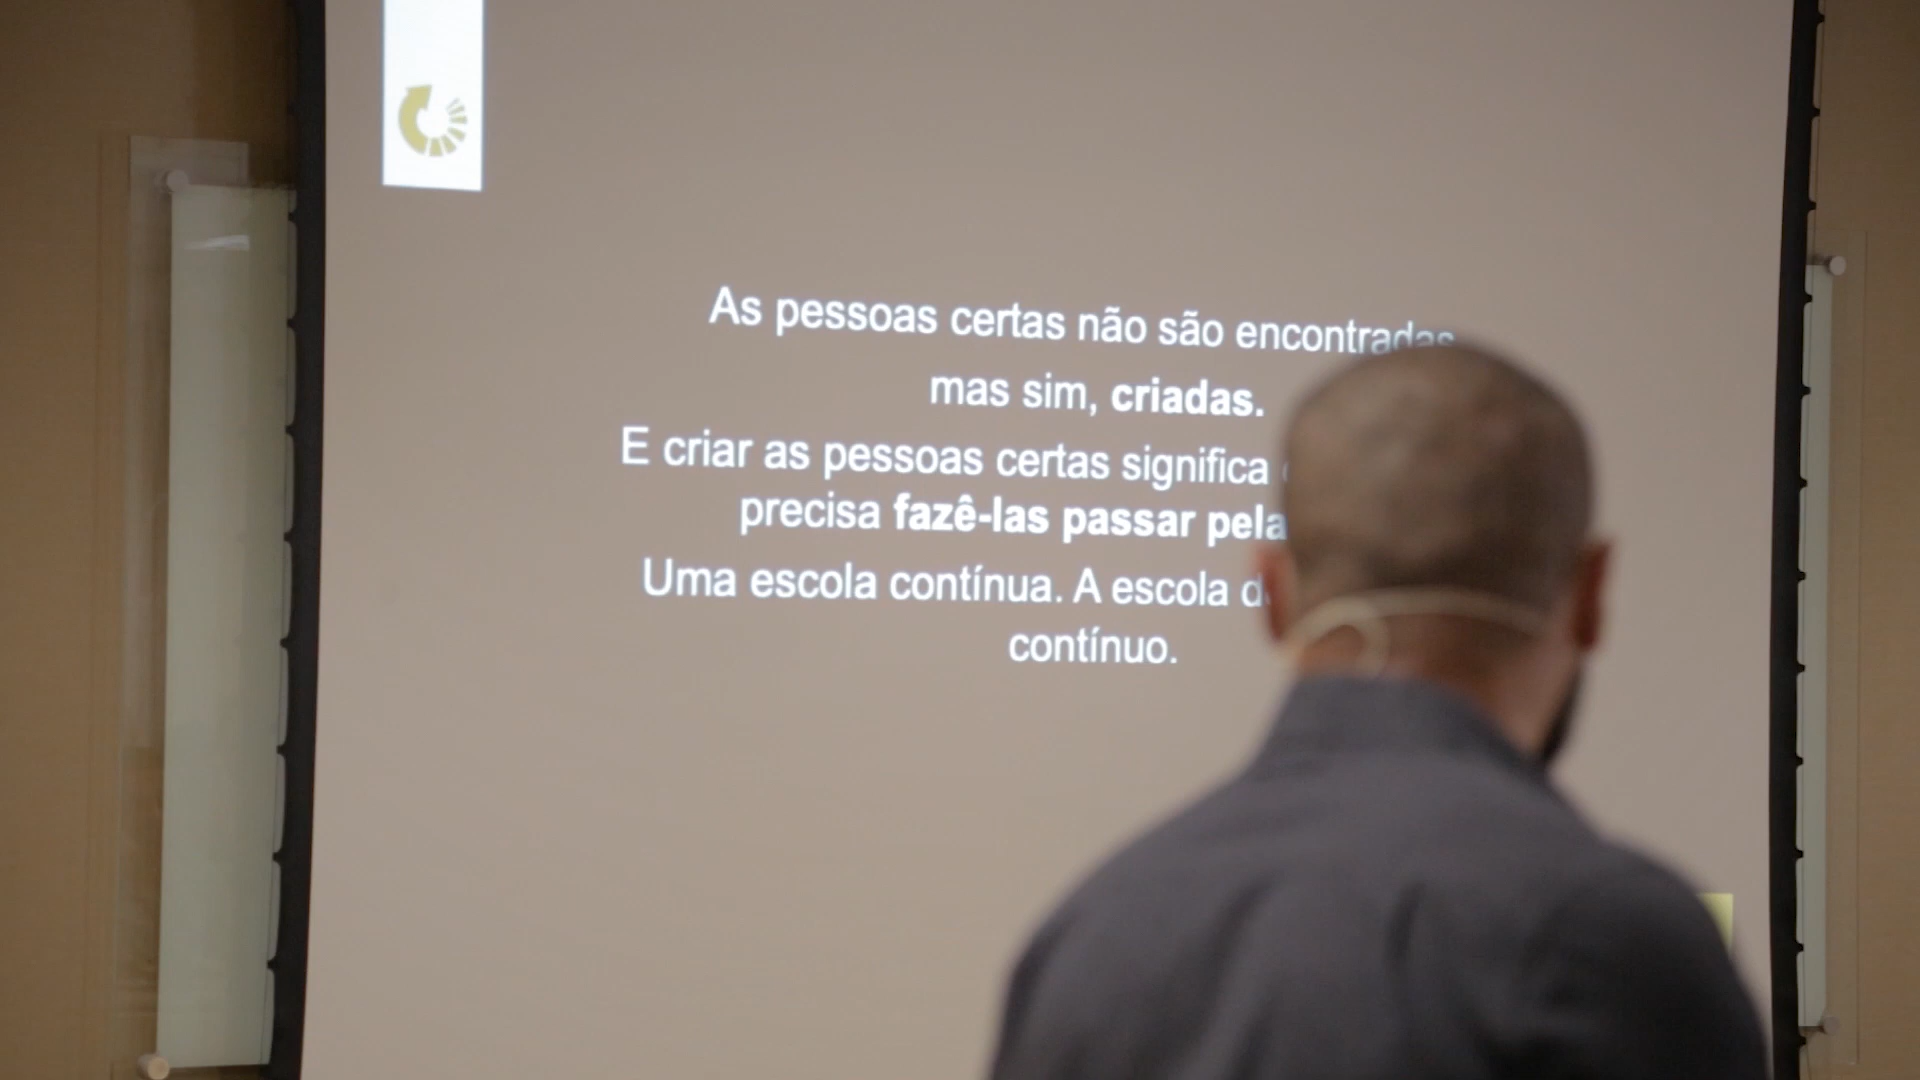 As pessoas certas não são encontradas
mas sim, criadas.
E criar as pessoas certas significa
precisa fazê-las passar pela
Uma escola contínua. A escola
contínuo.